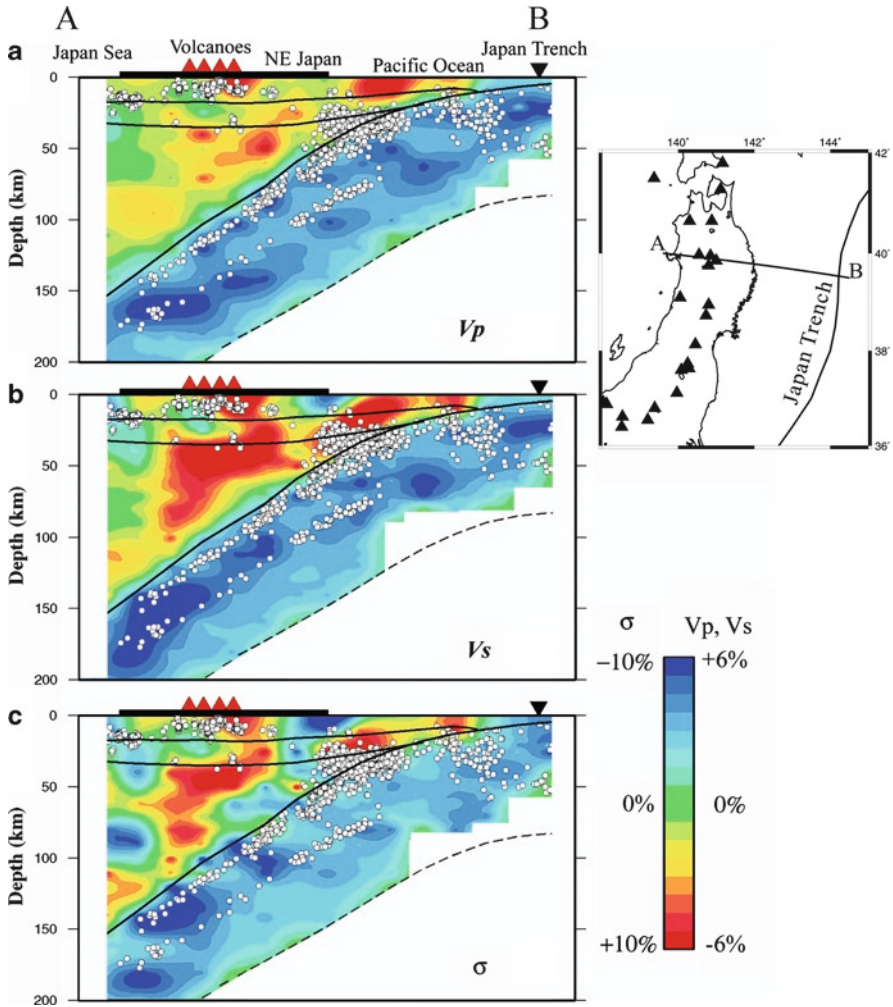 A B
Japan Sea Volcanoes NE Japan Pacific Ocean Japan Trench
a
0
50
100
150
200
Depth (km)
Vp
b
0
50
100
150
200
Depth (km)
Vs
c
0
50
100
150
200
Depth (km)
σ
140° 142° 144°
42°
40°
38°
36°
A
B
Japan Trench
σ Vp, Vs
−10% +6%
0% 0%
+10% -6%